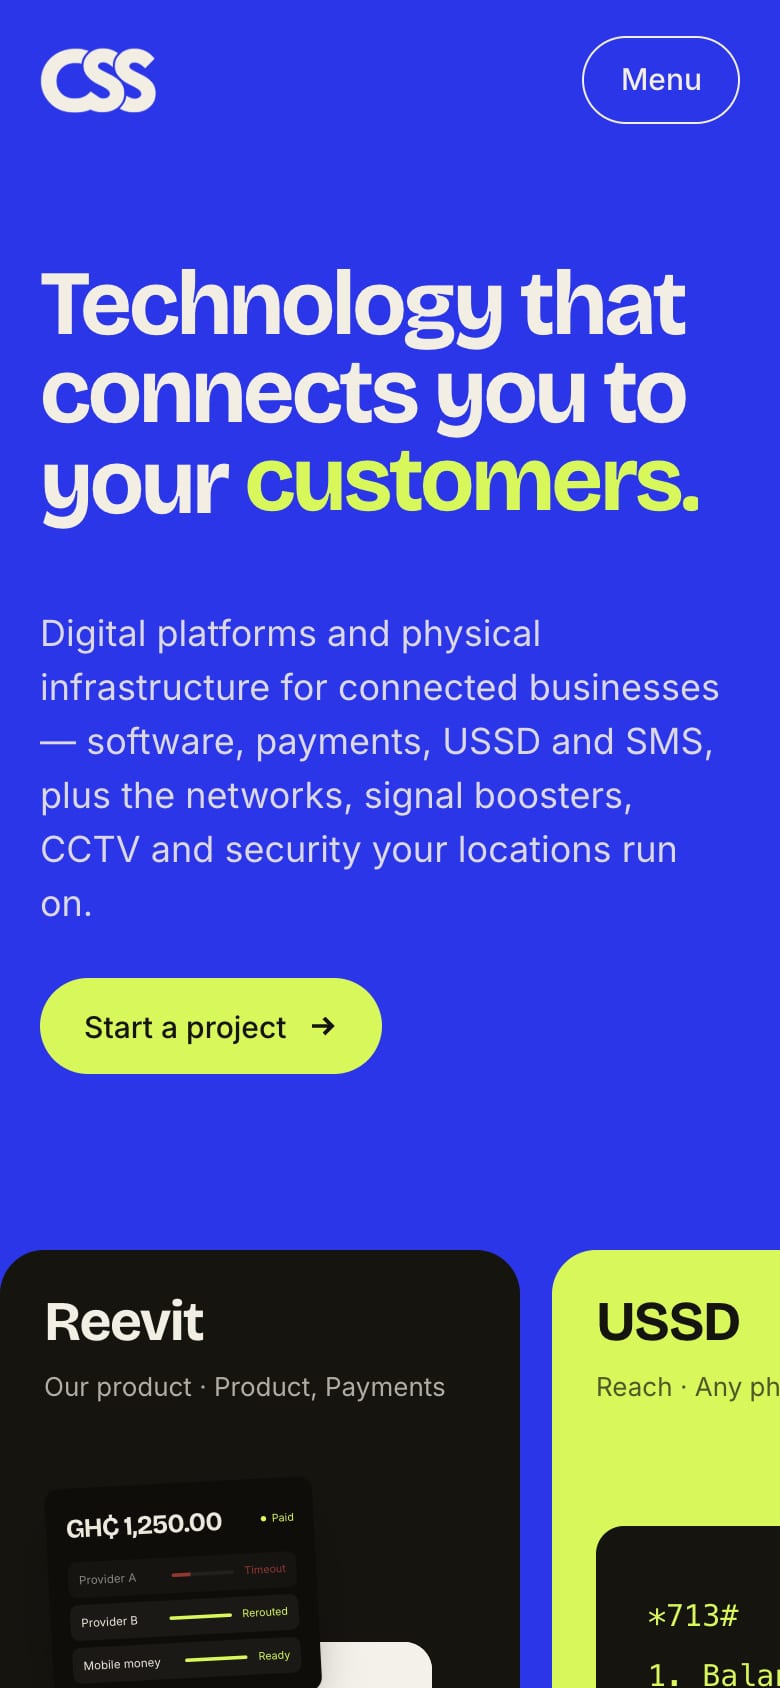 CSS
Menu
Technology that
connects you to
your customers.
Digital platforms and physical
infrastructure for connected businesses
— software, payments, USSD and SMS,
plus the networks, signal boosters,
CCTV and security your locations run
on.
Start a project →
Reevit
Our product · Product, Payments
GH₵ 1,250.00
• Paid
Provider A
Timeout
Provider B
Rerouted
Mobile money
Ready
USSD
Reach · Any ph
*713#
1. Balan